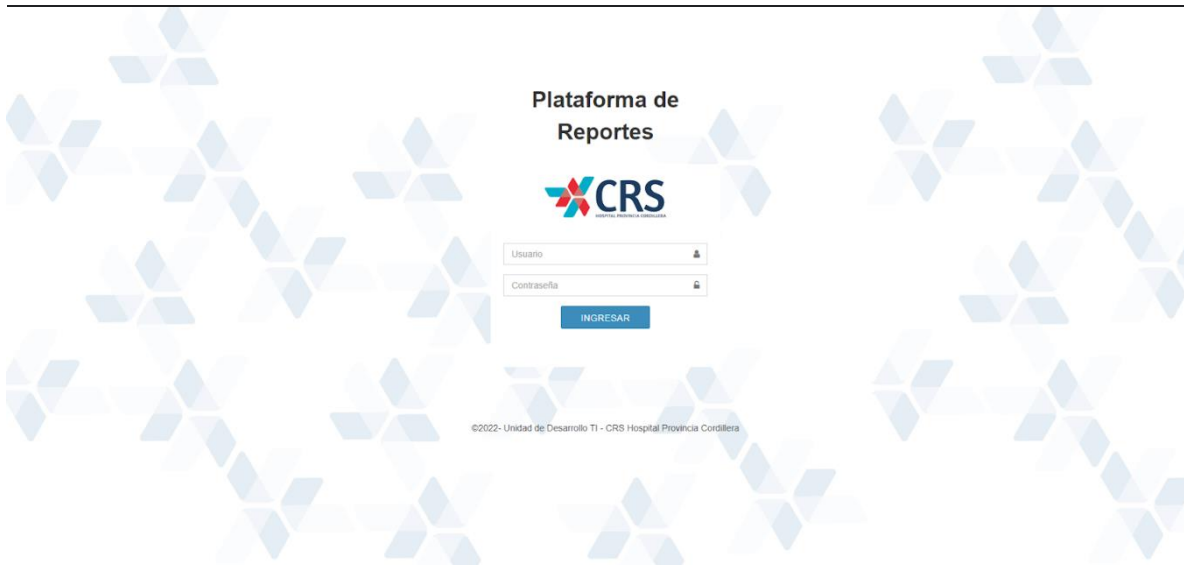 Plataforma de
Reportes
CRS
HOSPITAL PROVINCIA CORDILLERA
Usuario
Contraseña
INGRESAR
©2022- Unidad de Desarrollo TI - CRS Hospital Provincia Cordillera